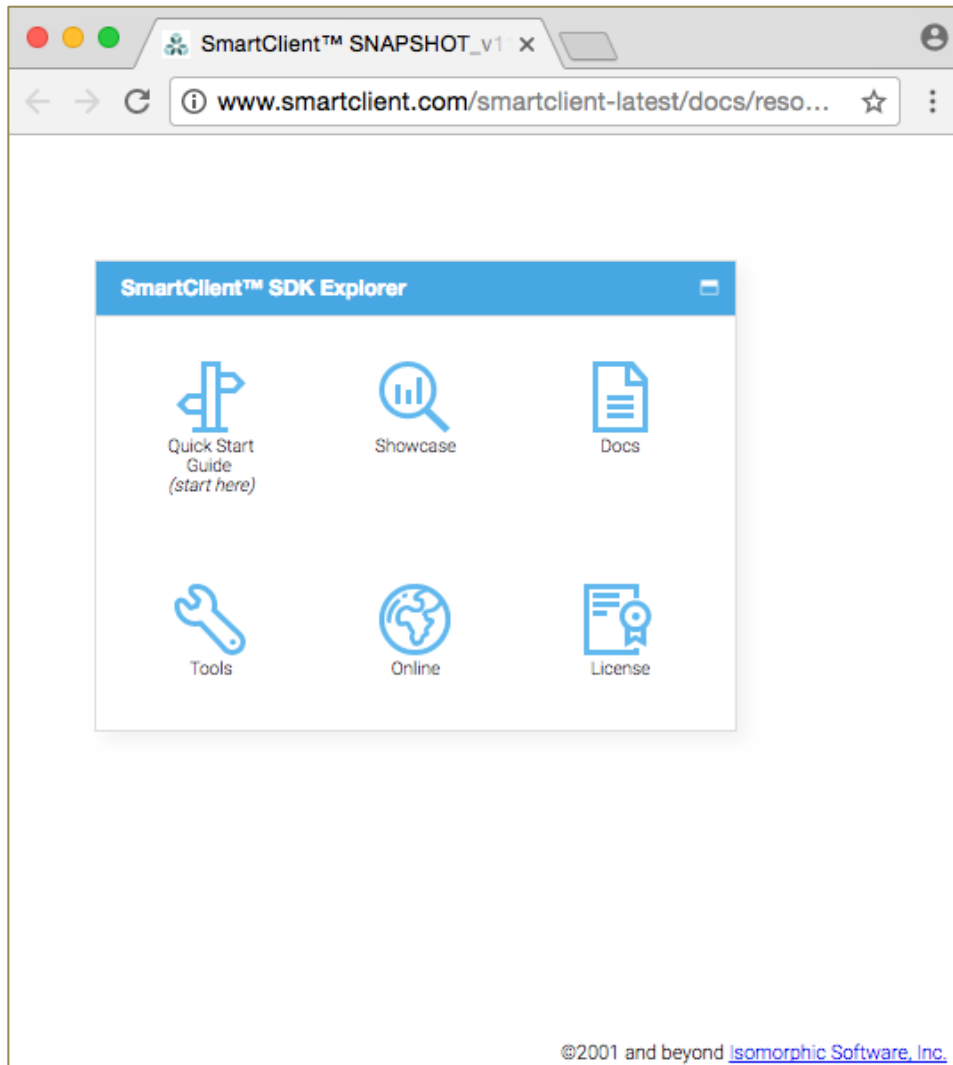 SmartClient™ SNAPSHOT_v1
www.smartclient.com/smartclient-latest/docs/reso...
SmartClient™ SDK Explorer
Quick Start
Guide
(start here)
Showcase
Docs
Tools
Online
License
©2001 and beyond Isomorphic Software, Inc.